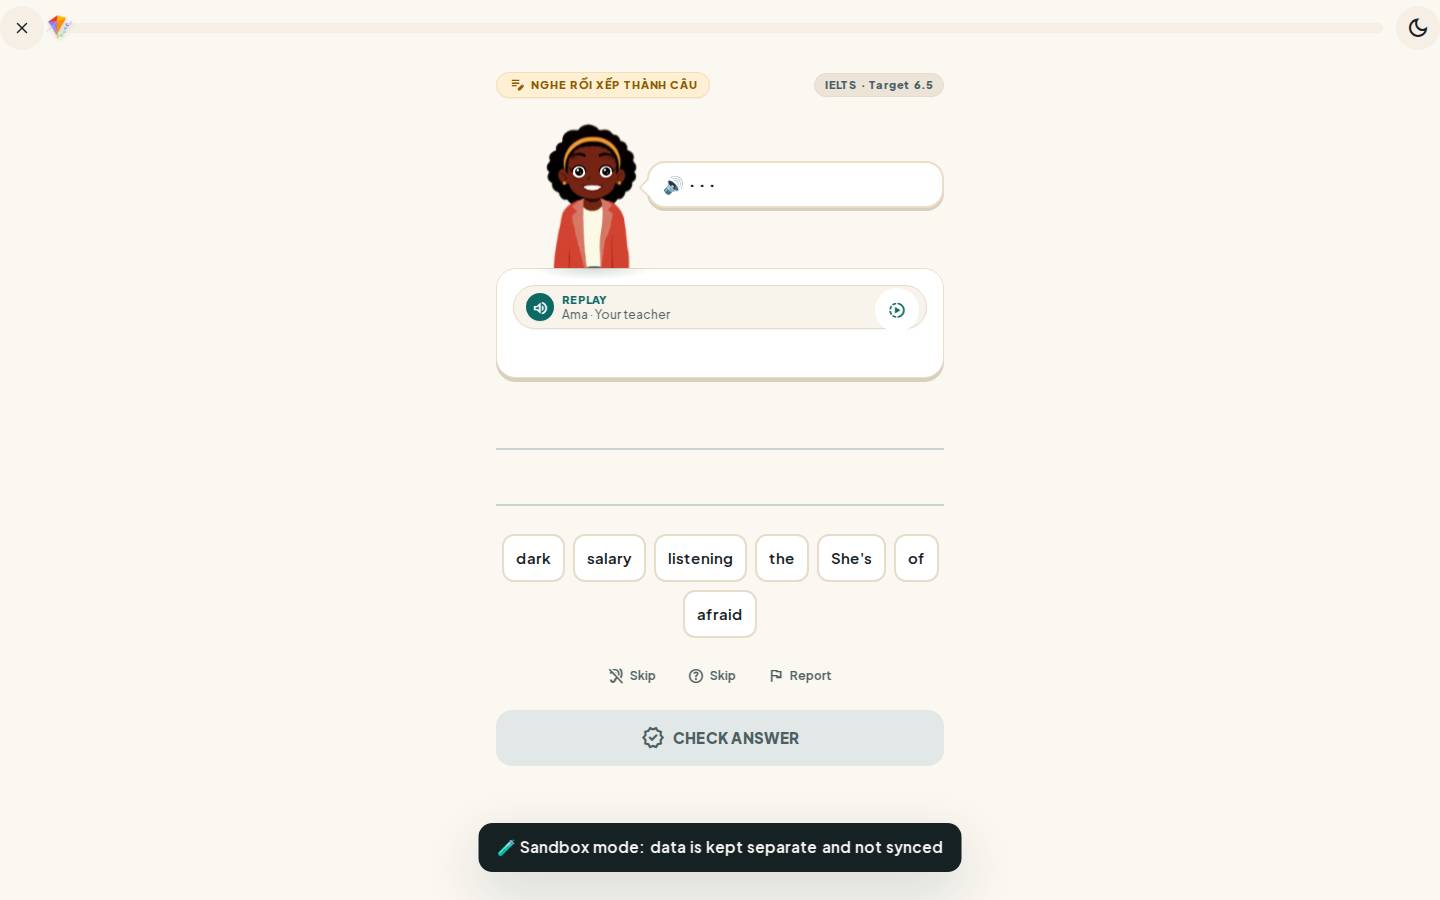 NGHE RỒI XẾP THÀNH CÂU
IELTS · Target 6.5
🔊 · · ·
REPLAY
Ama · Your teacher
dark salary listening the She's of
afraid
Skip Skip Report
CHECK ANSWER
🧪 Sandbox mode: data is kept separate and not synced